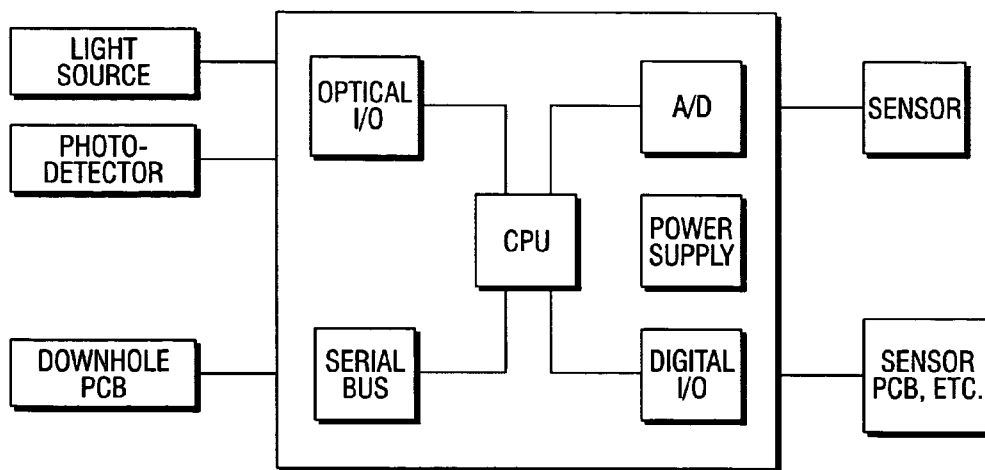 LIGHT
SOURCE
PHOTO-
DETECTOR
DOWNHOLE
PCB
OPTICAL
I/O
SERIAL
BUS
CPU
A/D
POWER
SUPPLY
DIGITAL
I/O
SENSOR
SENSOR
PCB, ETC.